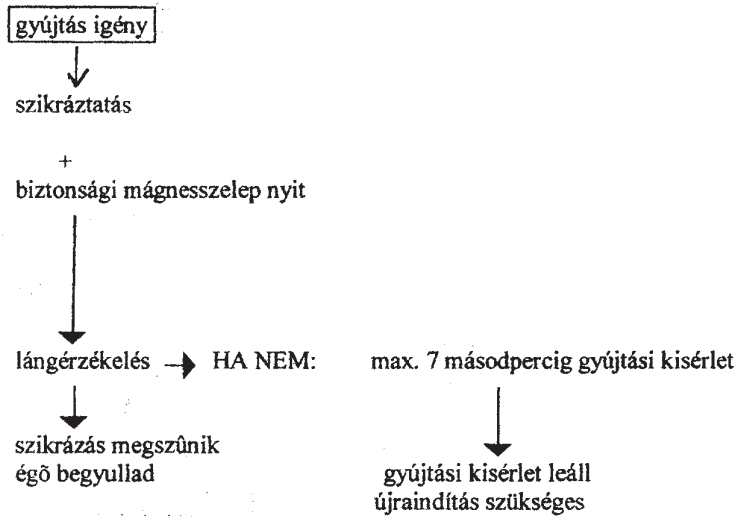 gyújtás igény
szikráztatás
+
biztonsági mágnesszelep nyit
lángérzékelés HA NEM: max. 7 másodpercig gyújtási kisérlet
szikrázás megszûnik
égõ begyullad
gyújtási kisérlet leáll
újraindítás szükséges